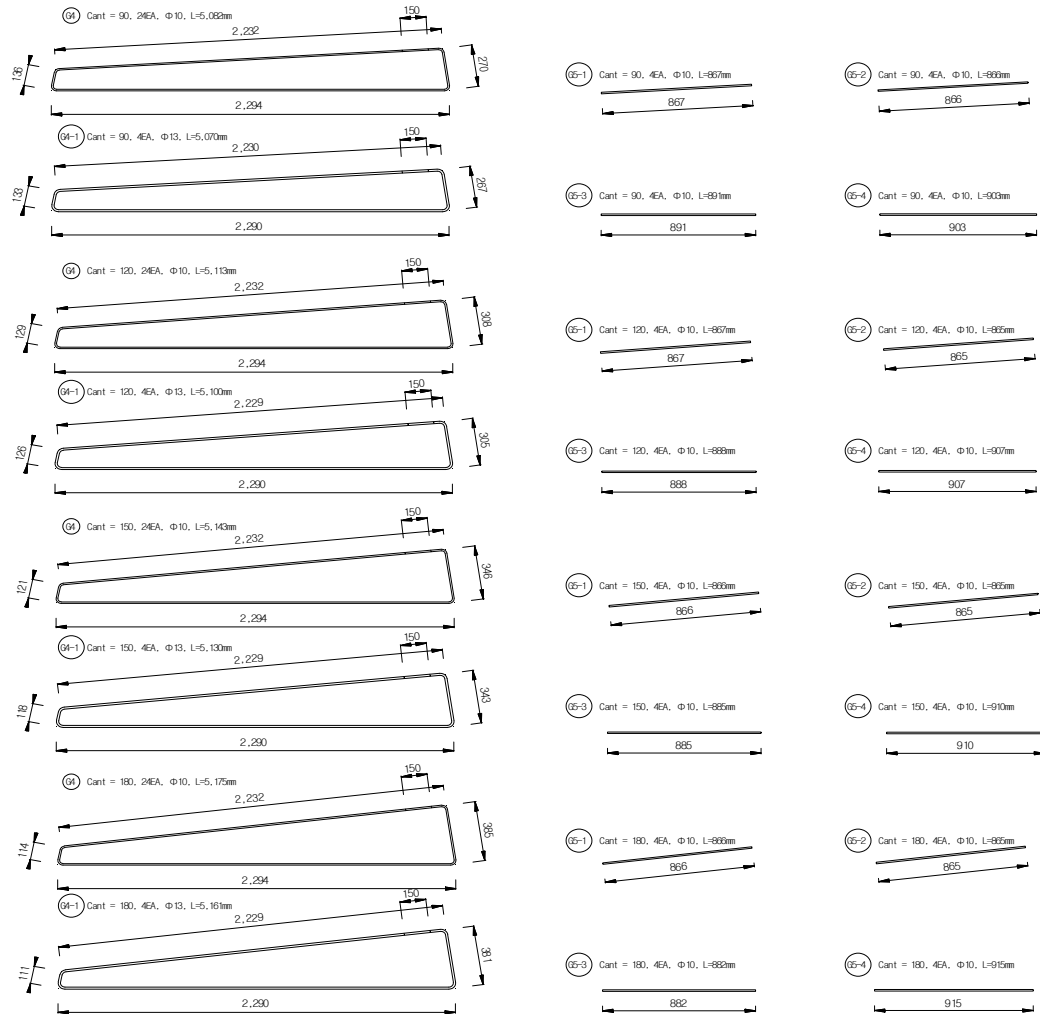 G4 Cant = 90, 24EA, Φ10, L=5,082mm
150
2,232
136
270
2,294
G5-1 Cant = 90, 4EA, Φ10, L=867mm
867
G5-2 Cant = 90, 4EA, Φ10, L=866mm
866
G4-1 Cant = 90, 4EA, Φ13, L=5,070mm
150
2,230
133
267
2,290
G5-3 Cant = 90, 4EA, Φ10, L=891mm
891
G5-4 Cant = 90, 4EA, Φ10, L=903mm
903
G4 Cant = 120, 24EA, Φ10, L=5,113mm
150
2,232
129
308
2,294
G5-1 Cant = 120, 4EA, Φ10, L=867mm
867
G5-2 Cant = 120, 4EA, Φ10, L=865mm
865
G4-1 Cant = 120, 4EA, Φ13, L=5,100mm
150
2,229
126
305
2,290
G5-3 Cant = 120, 4EA, Φ10, L=888mm
888
G5-4 Cant = 120, 4EA, Φ10, L=907mm
907
G4 Cant = 150, 24EA, Φ10, L=5,143mm
150
2,232
121
346
2,294
G5-1 Cant = 150, 4EA, Φ10, L=866mm
866
G5-2 Cant = 150, 4EA, Φ10, L=865mm
865
G4-1 Cant = 150, 4EA, Φ13, L=5,130mm
150
2,229
118
343
2,290
G5-3 Cant = 150, 4EA, Φ10, L=885mm
885
G5-4 Cant = 150, 4EA, Φ10, L=910mm
910
G4 Cant = 180, 24EA, Φ10, L=5,175mm
150
2,232
114
385
2,294
G5-1 Cant = 180, 4EA, Φ10, L=866mm
866
G5-2 Cant = 180, 4EA, Φ10, L=865mm
865
G4-1 Cant = 180, 4EA, Φ13, L=5,161mm
150
2,229
111
381
2,290
G5-3 Cant = 180, 4EA, Φ10, L=882mm
882
G5-4 Cant = 180, 4EA, Φ10, L=915mm
915